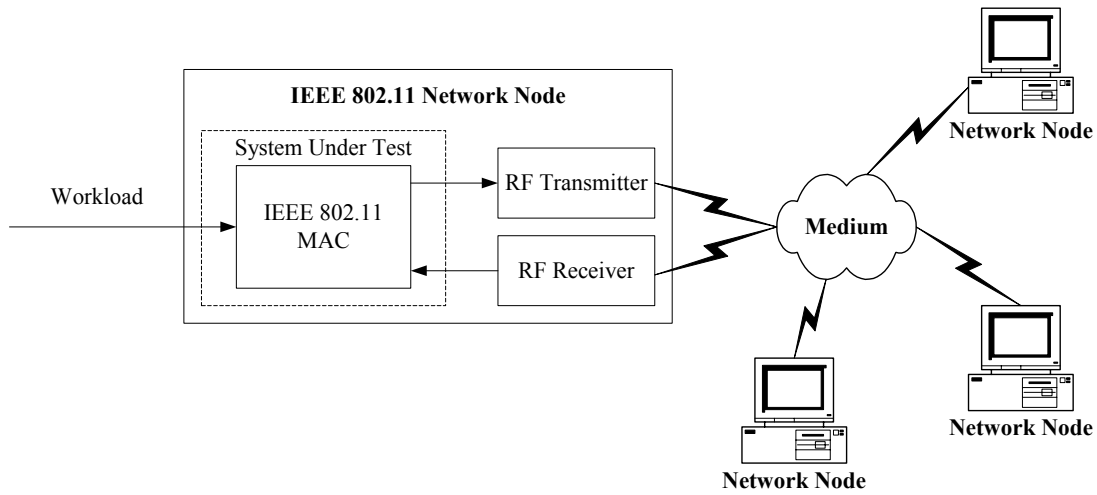 IEEE 802.11 Network Node
System Under Test
Workload
IEEE 802.11
MAC
RF Transmitter
RF Receiver
Medium
Network Node
Network Node
Network Node